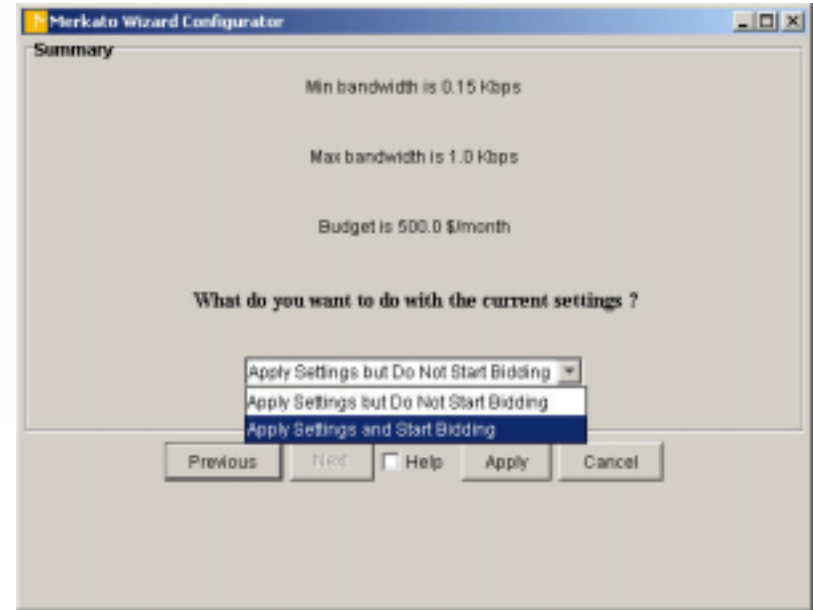 Merkato Wizard Configurator
Summary
Min bandwidth is 0.15 Kbps
Max bandwidth is 1.0 Kbps
Budget is 500.0 $/month
What do you want to do with the current settings ?
Apply Settings but Do Not Start Bidding
Apply Settings but Do Not Start Bidding
Apply Settings and Start Bidding
Previous Next Help Apply Cancel